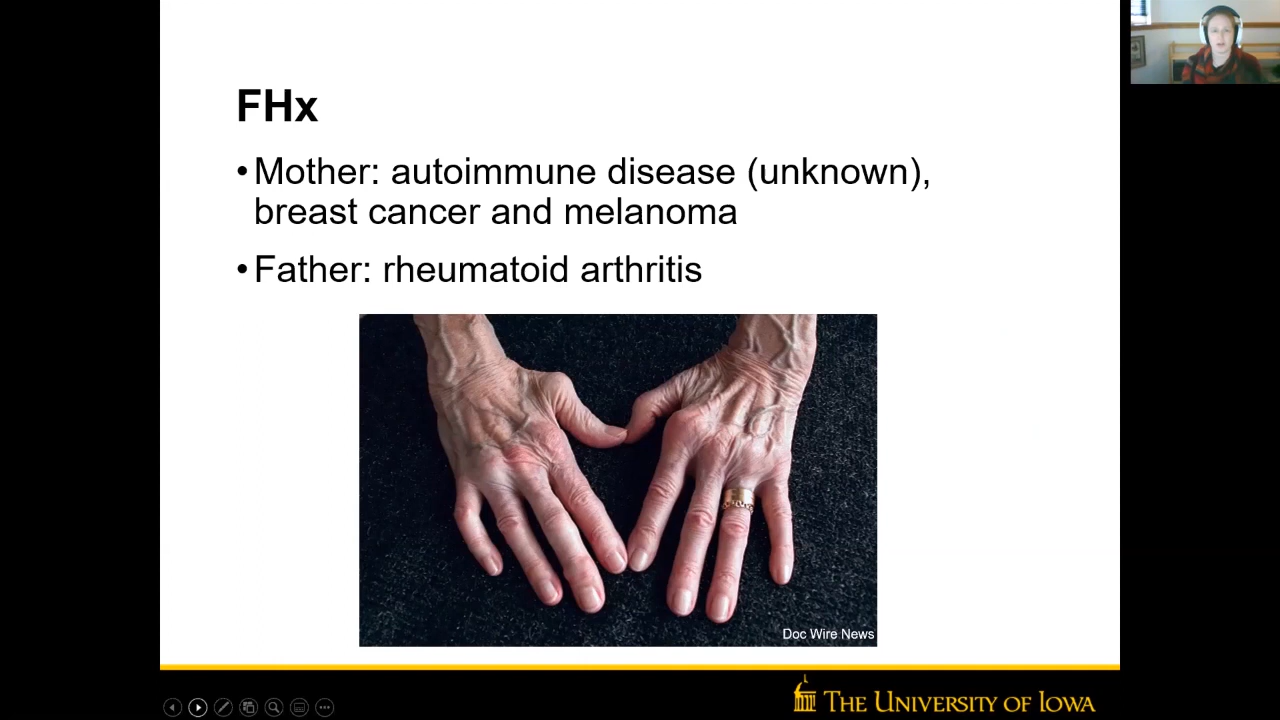 FHx
•Mother: autoimmune disease (unknown),
breast cancer and melanoma
•Father: rheumatoid arthritis
Doc Wire News
THE UNIVERSITY OF IOWA